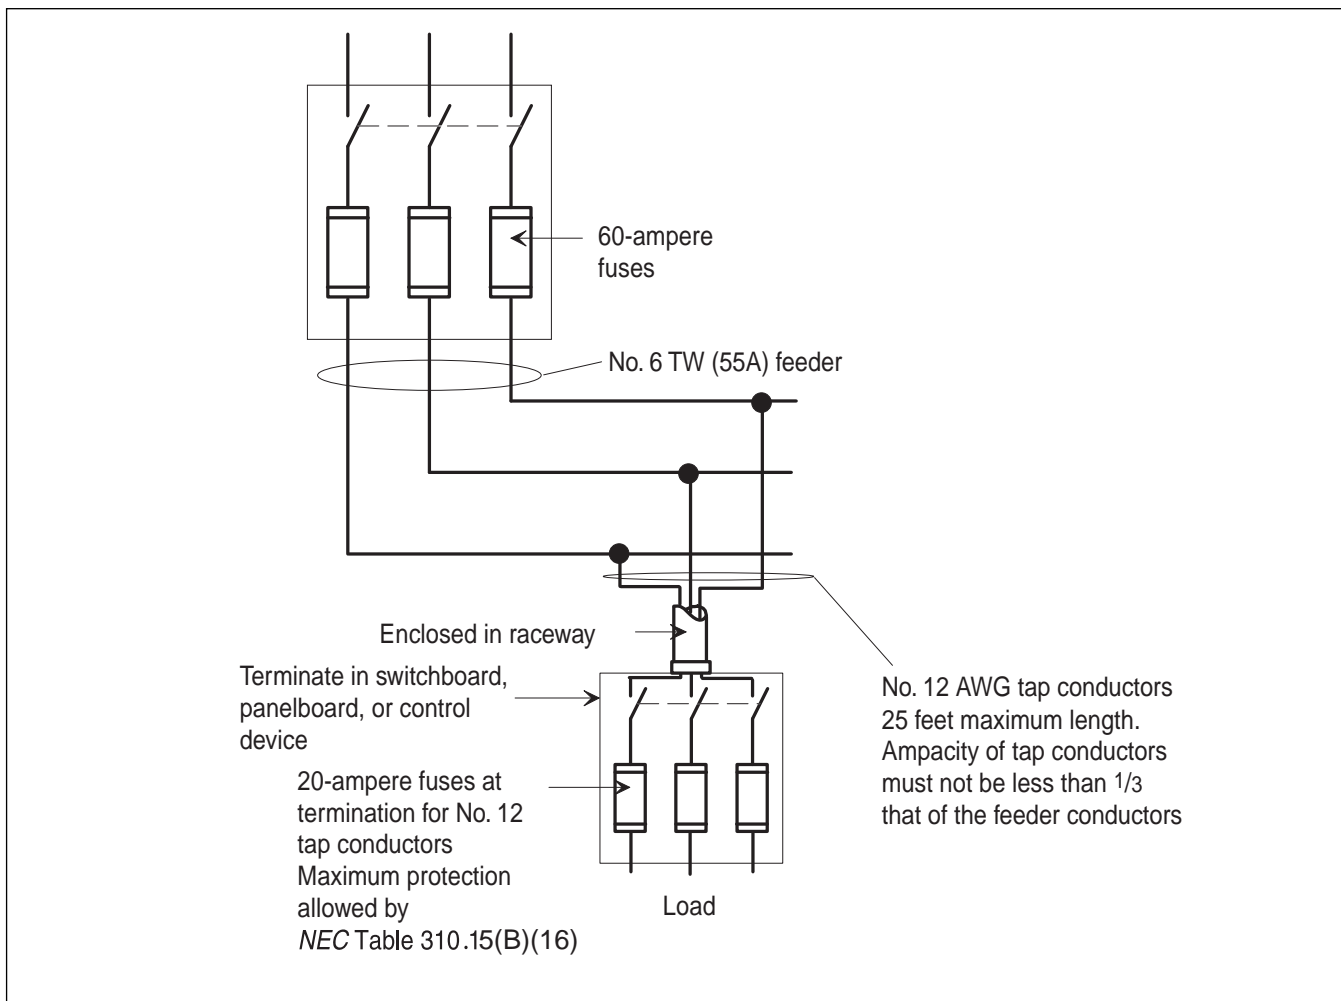 60-ampere
fuses
No. 6 TW (55A) feeder
Enclosed in raceway
Terminate in switchboard,
panelboard, or control
device
20-ampere fuses at
termination for No. 12
tap conductors
Maximum protection
allowed by
NEC Table 310.15(B)(16)
Load
No. 12 AWG tap conductors
25 feet maximum length.
Ampacity of tap conductors
must not be less than 1/3
that of the feeder conductors